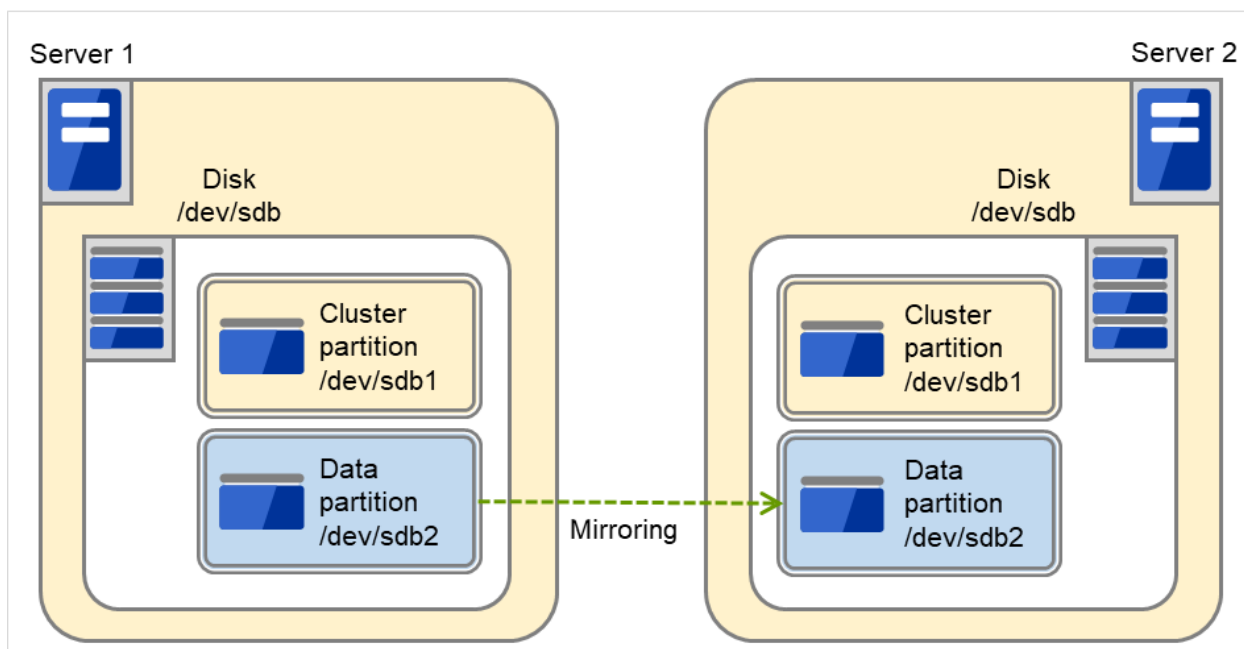 Server 1
Server 2
Disk
/dev/sdb
Disk
/dev/sdb
Cluster
partition
/dev/sdb1
Cluster
partition
/dev/sdb1
Data
partition
/dev/sdb2
Mirroring
Data
partition
/dev/sdb2